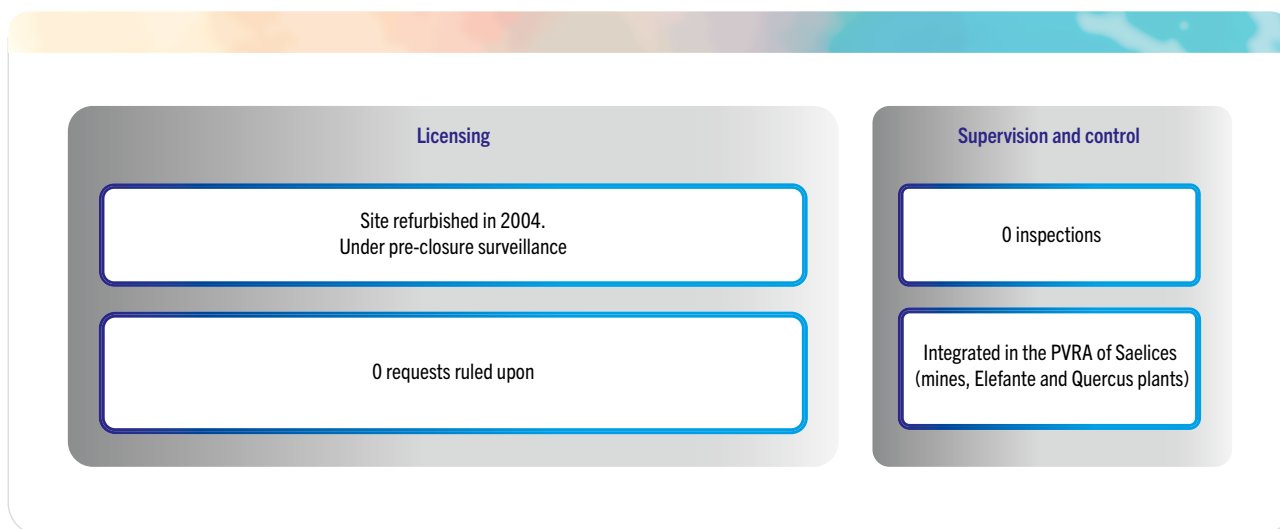 Licensing
Site refurbished in 2004.
Under pre-closure surveillance
0 requests ruled upon
Supervision and control
0 inspections
Integrated in the PVRA of Saelices
(mines, Elefante and Quercus plants)